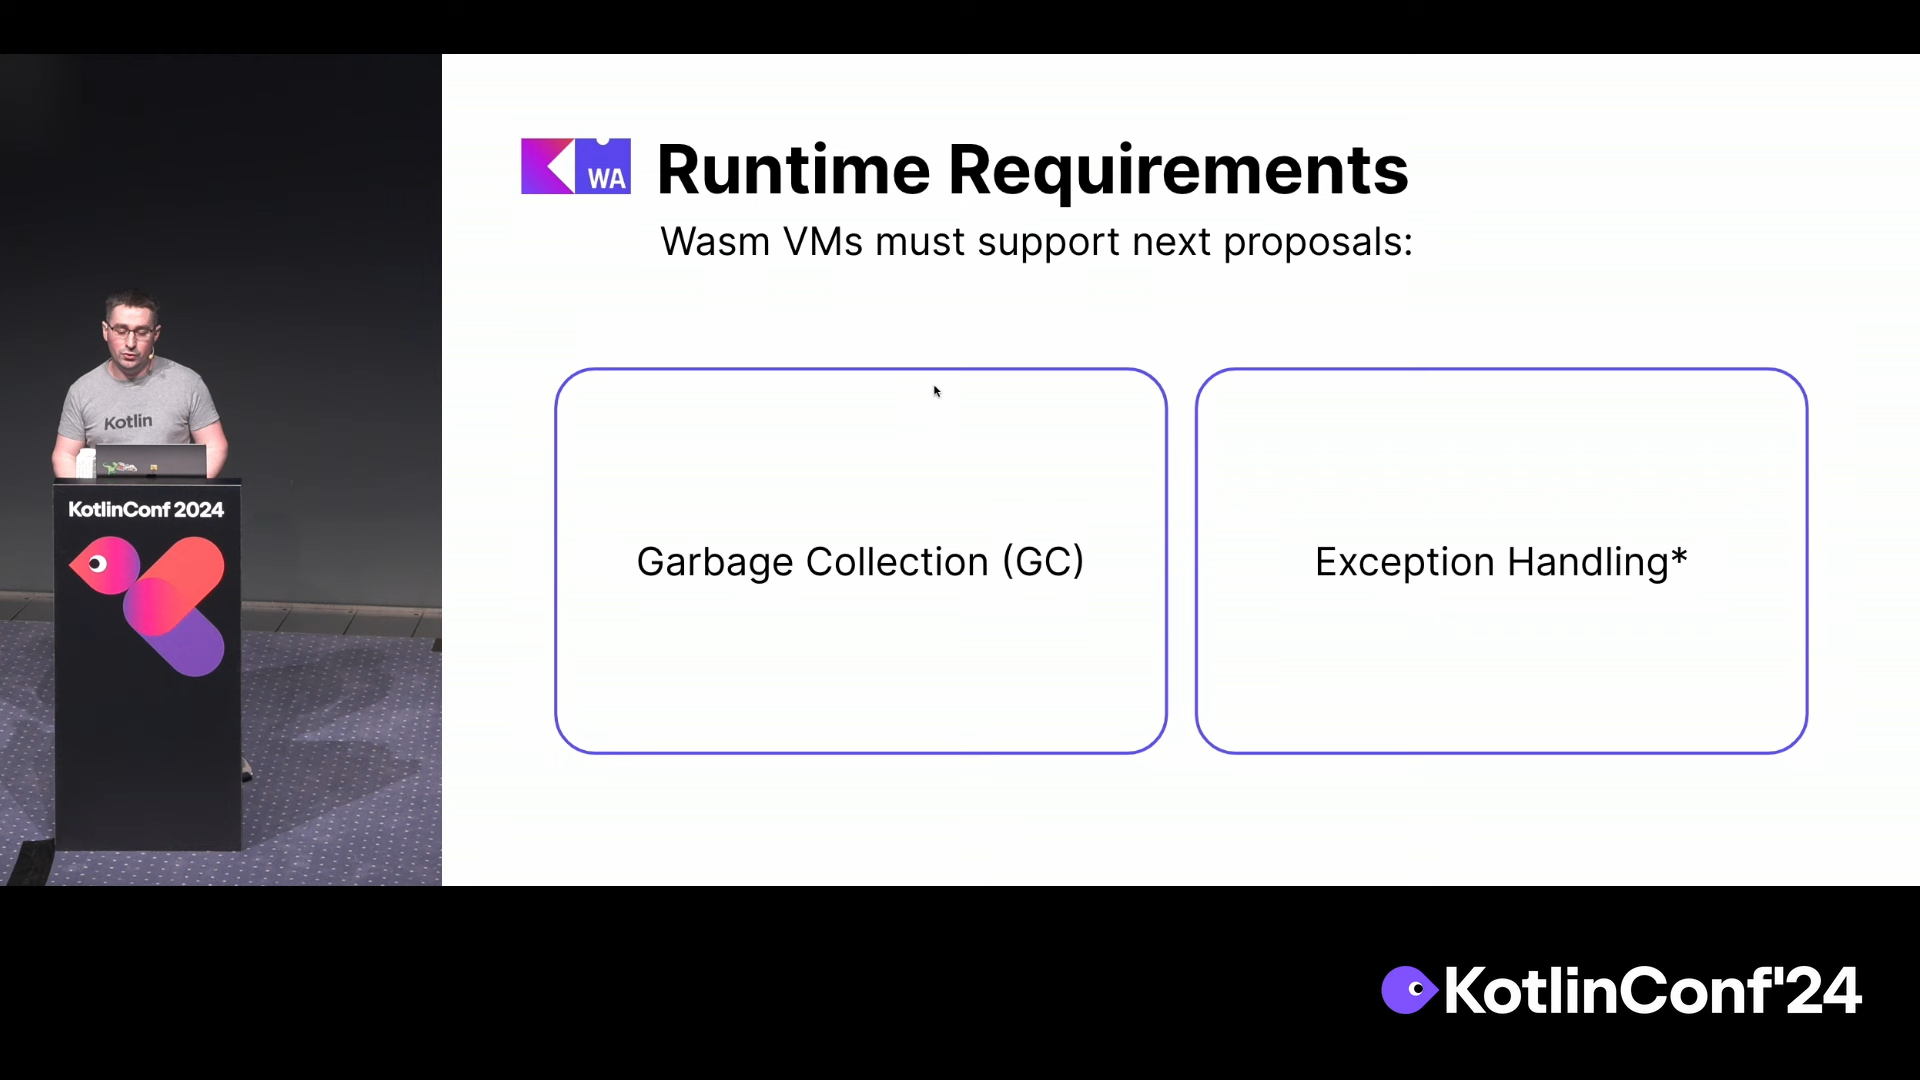 WA
Runtime Requirements
Wasm VMs must support next proposals:
Garbage Collection (GC)
Exception Handling*
Kotlin
KotlinConf 2024
KotlinConf'24